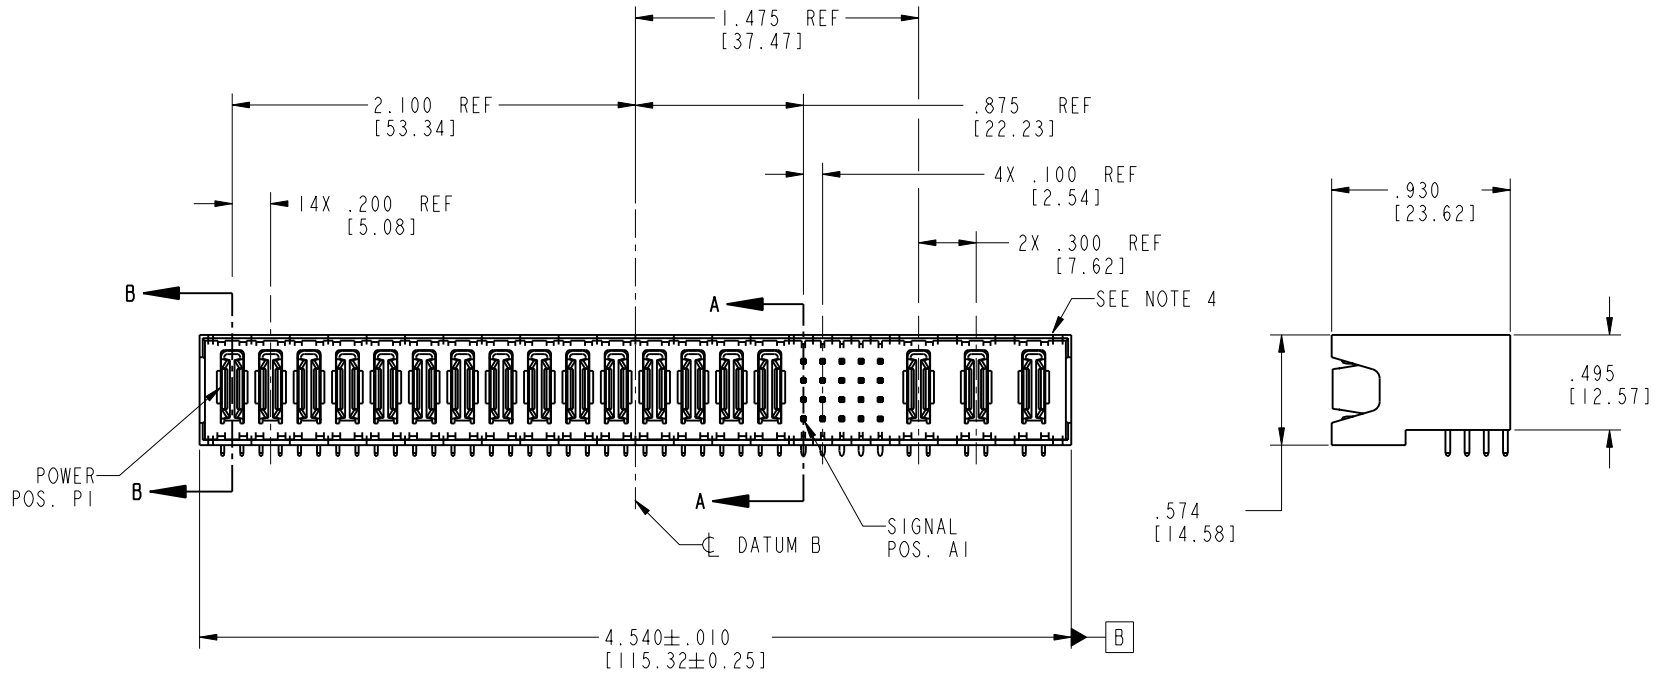 1.475 REF
[37.47]
2.100 REF
[53.34]
.875 REF
[22.23]
4X .100 REF
[2.54]
14X .200 REF
[5.08]
.930
[23.62]
2X .300 REF
[7.62]
B
A
SEE NOTE 4
.495
[12.57]
POWER
POS. P1
B
A
.574
[14.58]
SIGNAL
POS. A1
℄ DATUM B
4.540±.010
[115.32±0.25]
B